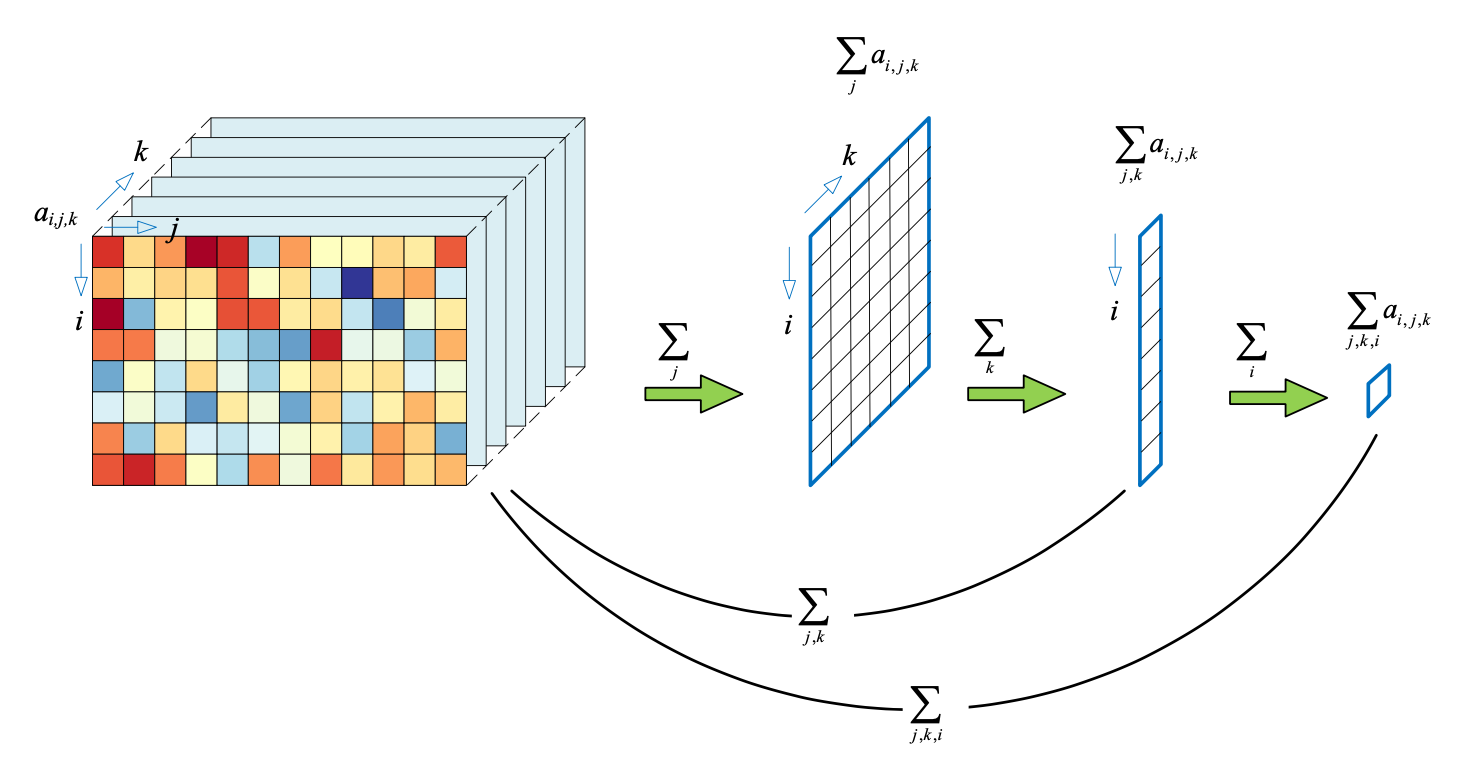 k
a_{i,j,k}
j
i
\sum_{j}
\sum_{j} a_{i,j,k}
k
i
\sum_{k}
\sum_{j,k} a_{i,j,k}
i
\sum_{i}
\sum_{j,k,i} a_{i,j,k}
\sum_{j,k}
\sum_{j,k,i}